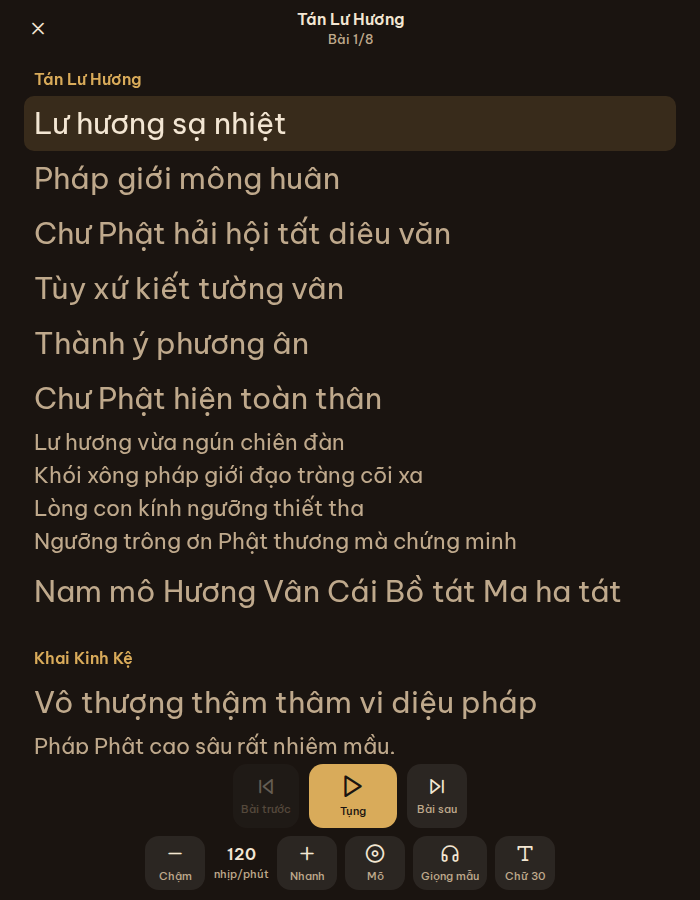 Tán Lư Hương
Bài 1/8
Tán Lư Hương
Lư hương sạ nhiệt
Pháp giới mông huân
Chư Phật hải hội tất diêu văn
Tùy xứ kiết tường vân
Thành ý phương ân
Chư Phật hiện toàn thân
Lư hương vừa ngún chiên đàn
Khói xông pháp giới đạo tràng cõi xa
Lòng con kính ngưỡng thiết tha
Ngưỡng trông ơn Phật thương mà chứng minh
Nam mô Hương Vân Cái Bồ tát Ma ha tát
Khai Kinh Kệ
Vô thượng thậm thâm vi diệu pháp
Pháp Phật cao sâu rất nhiệm mầu.
Bài trước
Tụng
Bài sau
Chậm
120
nhịp/phút
Nhanh
Mõ
Giọng mẫu
Chữ 30